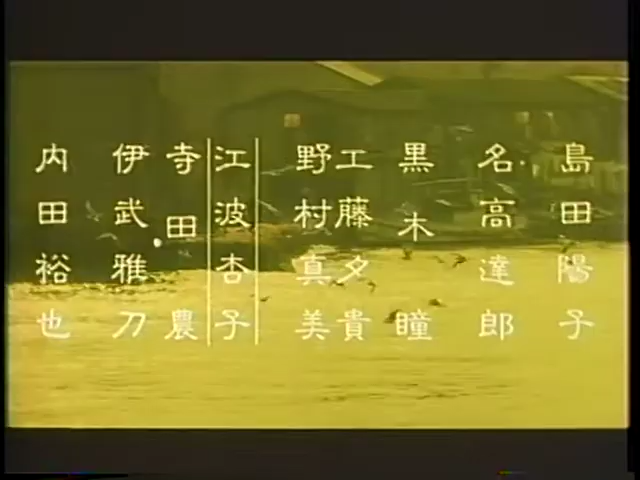 島田陽子
名高達郎
黒木瞳
工藤夕貴
野村真美
江波杏子
寺田農
伊武雅刀
内田裕也